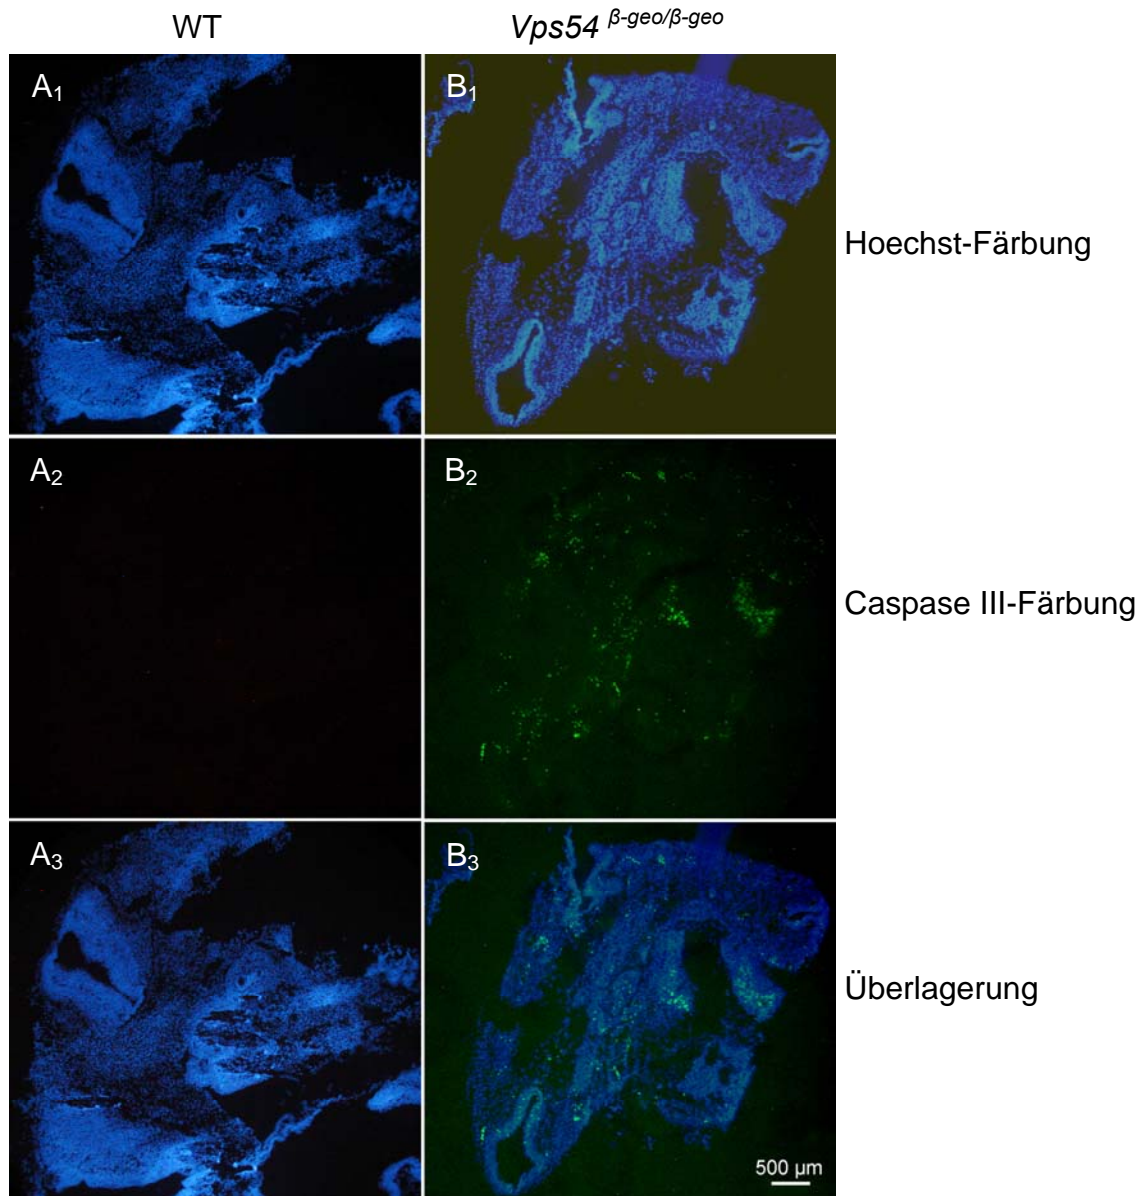 WT
Vps54 β-geo/β-geo
A1
B1
Hoechst-Färbung
A2
B2
Caspase III-Färbung
A3
B3
Überlagerung
500 µm